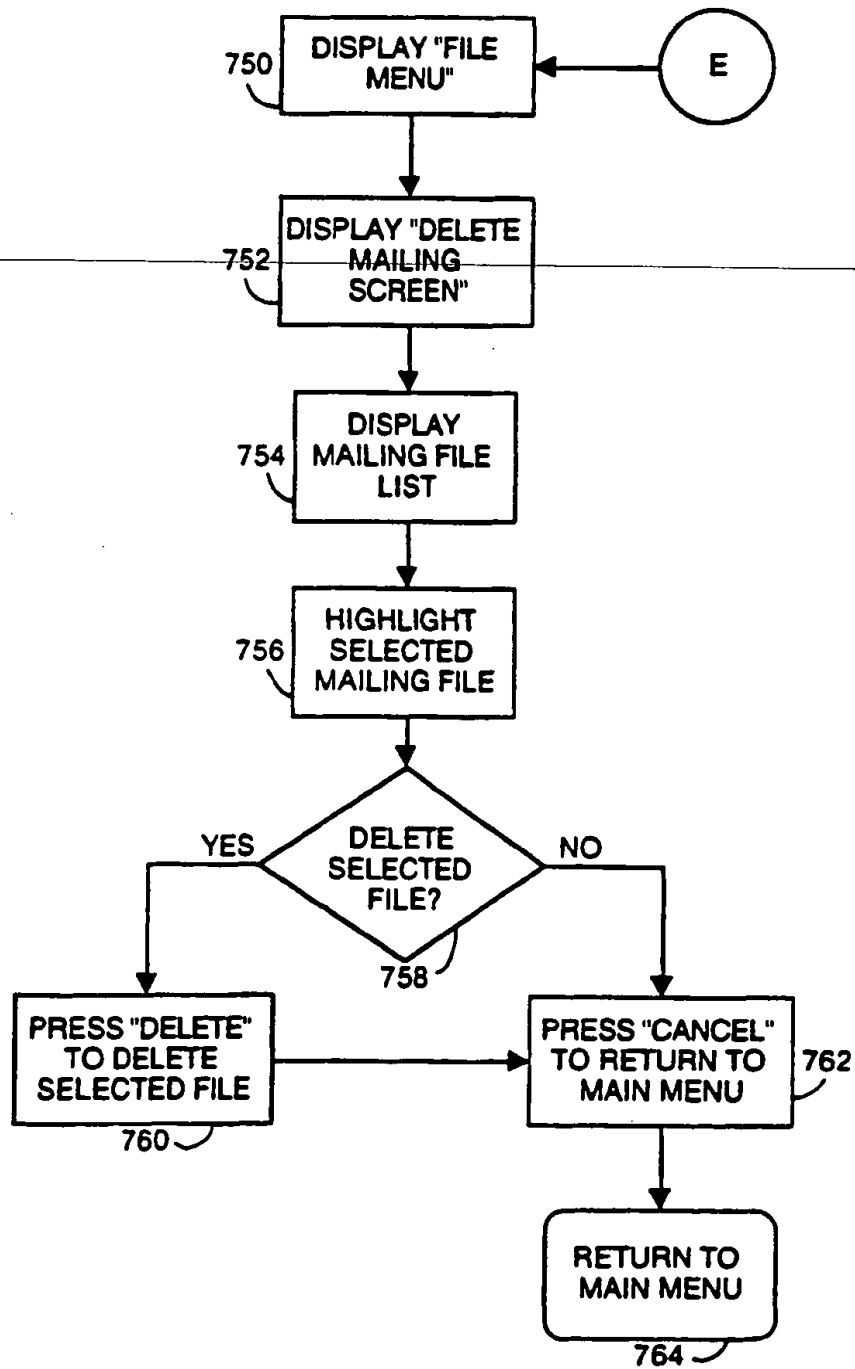 DISPLAY "FILE
MENU"
750
E
DISPLAY "DELETE
MAILING
SCREEN"
752
DISPLAY
MAILING FILE
LIST
754
HIGHLIGHT
SELECTED
MAILING FILE
756
YES
DELETE
SELECTED
FILE?
NO
758
PRESS "DELETE"
TO DELETE
SELECTED FILE
760
PRESS "CANCEL"
TO RETURN TO
MAIN MENU
762
RETURN TO
MAIN MENU
764